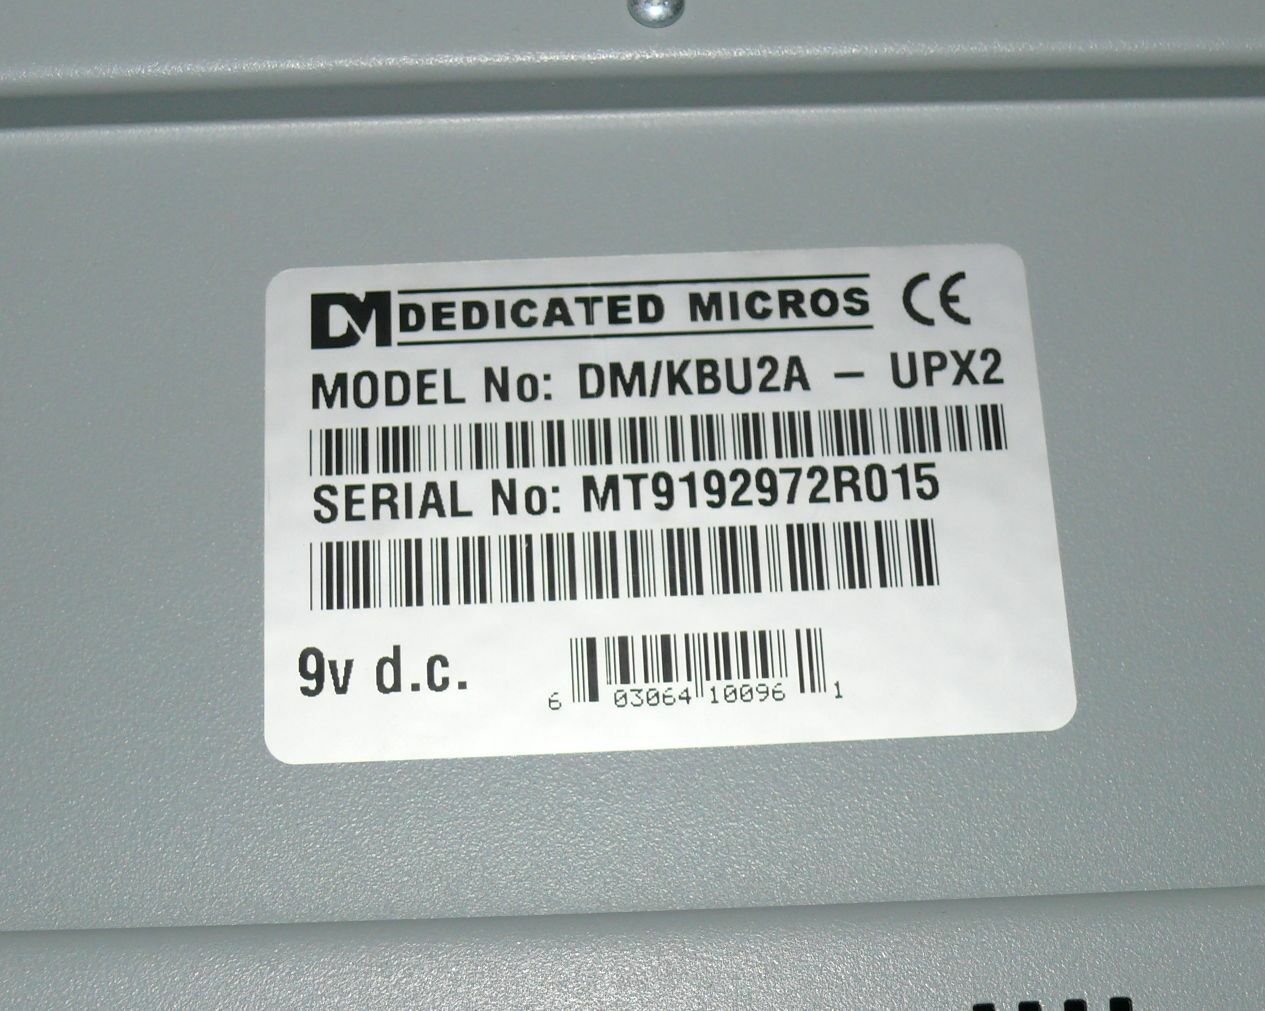 DM DEDICATED MICROS CE
MODEL No: DM/KBU2A – UPX2
SERIAL No: MT9192972R015
9v d.c.
6 03064 10096 1